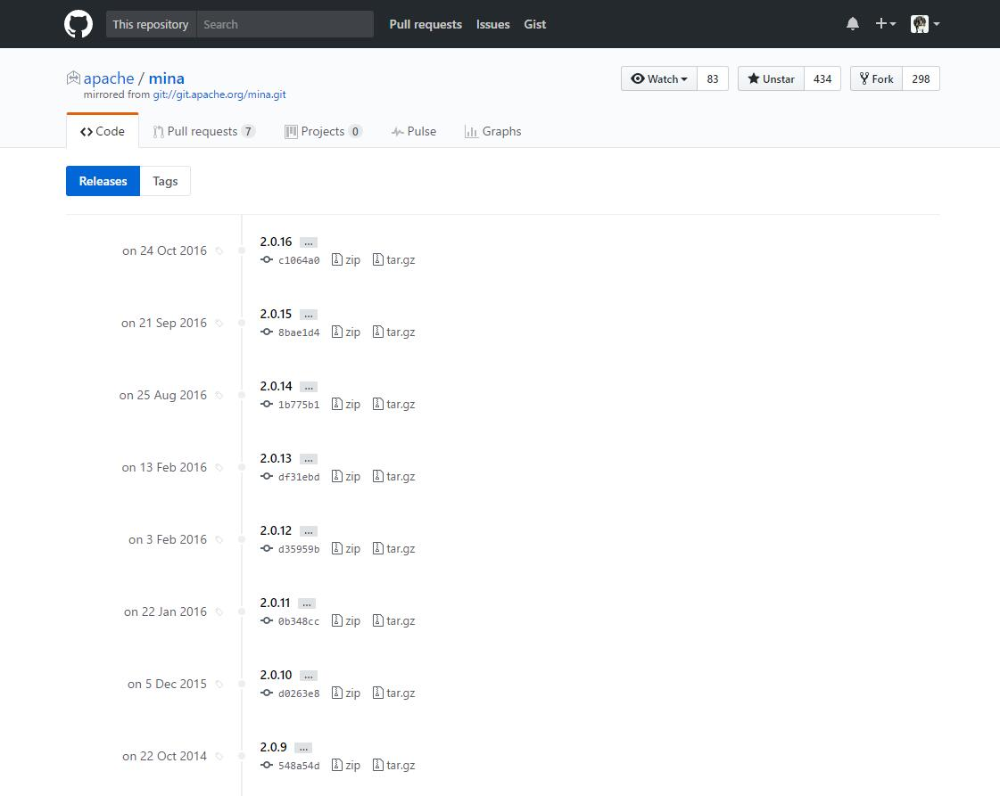 This repository Search Pull requests Issues Gist
apache / mina Watch 83 Unstar 434 Fork 298
mirrored from git://git.apache.org/mina.git
Code Pull requests 7 Projects 0 Pulse Graphs
Releases Tags
on 24 Oct 2016 2.0.16 ...
c1064a0 zip tar.gz
on 21 Sep 2016 2.0.15 ...
8bae1d4 zip tar.gz
on 25 Aug 2016 2.0.14 ...
1b775b1 zip tar.gz
on 13 Feb 2016 2.0.13 ...
df31ebd zip tar.gz
on 3 Feb 2016 2.0.12 ...
d35959b zip tar.gz
on 22 Jan 2016 2.0.11 ...
0b348cc zip tar.gz
on 5 Dec 2015 2.0.10 ...
d0263e8 zip tar.gz
on 22 Oct 2014 2.0.9 ...
548a54d zip tar.gz